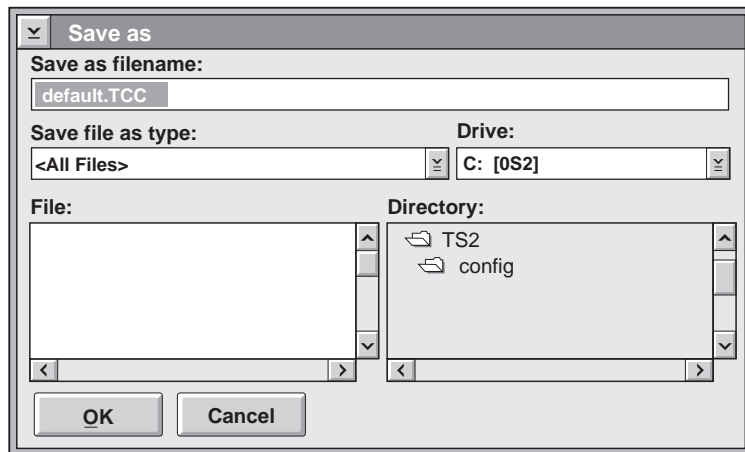 Save as
Save as filename:
default.TCC
Save file as type:
Drive:
<All Files>
C: [0S2]
File:
Directory:
TS2
config
OK
Cancel